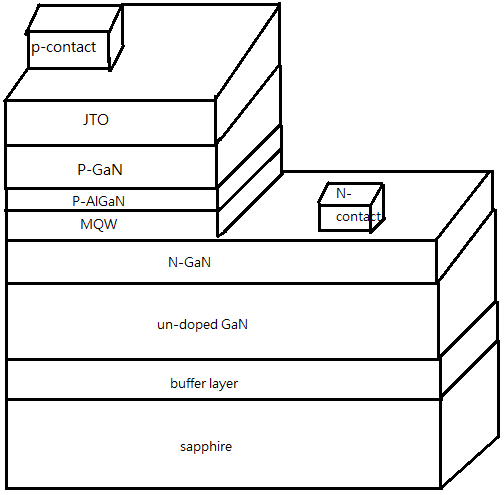 p-contact
JTO
P-GaN
P-AlGaN
MQW
N-
contact
N-GaN
un-doped GaN
buffer layer
sapphire